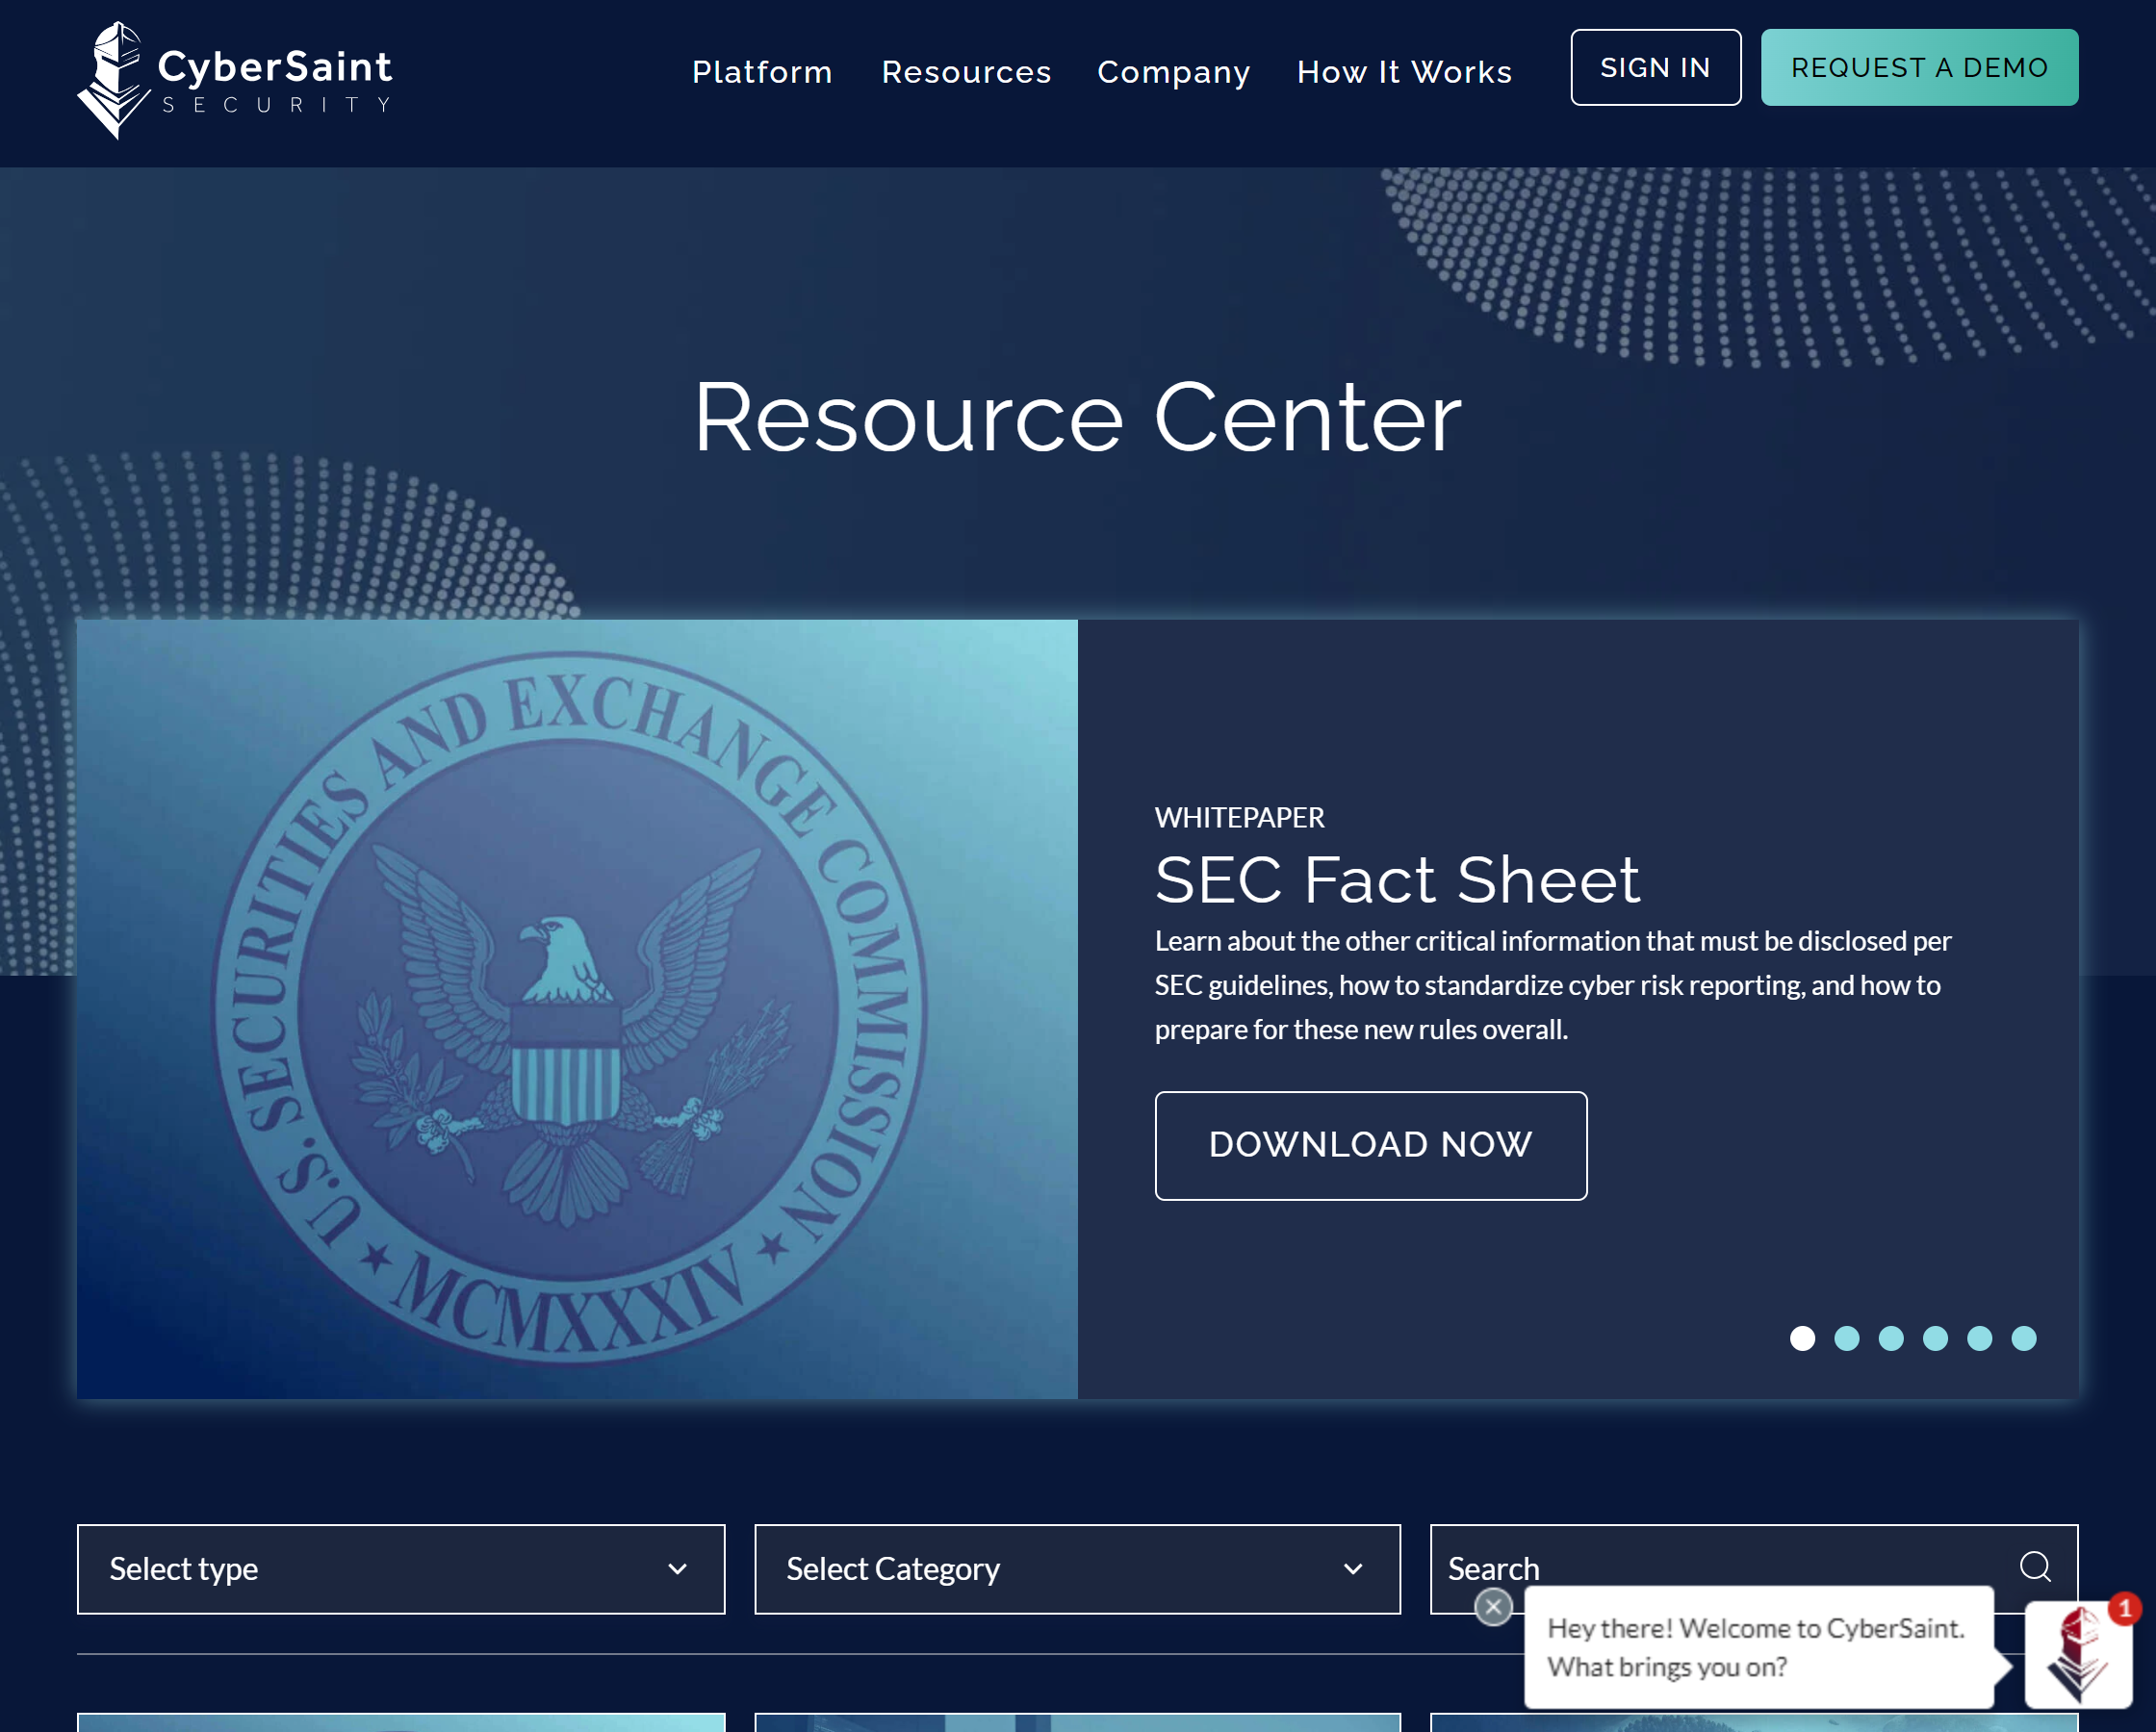 CyberSaint
SECURITY
Platform
Resources
Company
How It Works
SIGN IN
REQUEST A DEMO
Resource Center
U.S. SECURITIES AND EXCHANGE COMMISSION
MCMXXXIV
WHITEPAPER
SEC Fact Sheet
Learn about the other critical information that must be disclosed per
SEC guidelines, how to standardize cyber risk reporting, and how to
prepare for these new rules overall.
DOWNLOAD NOW
Select type
Select Category
Search
Hey there! Welcome to CyberSaint.
What brings you on?
1